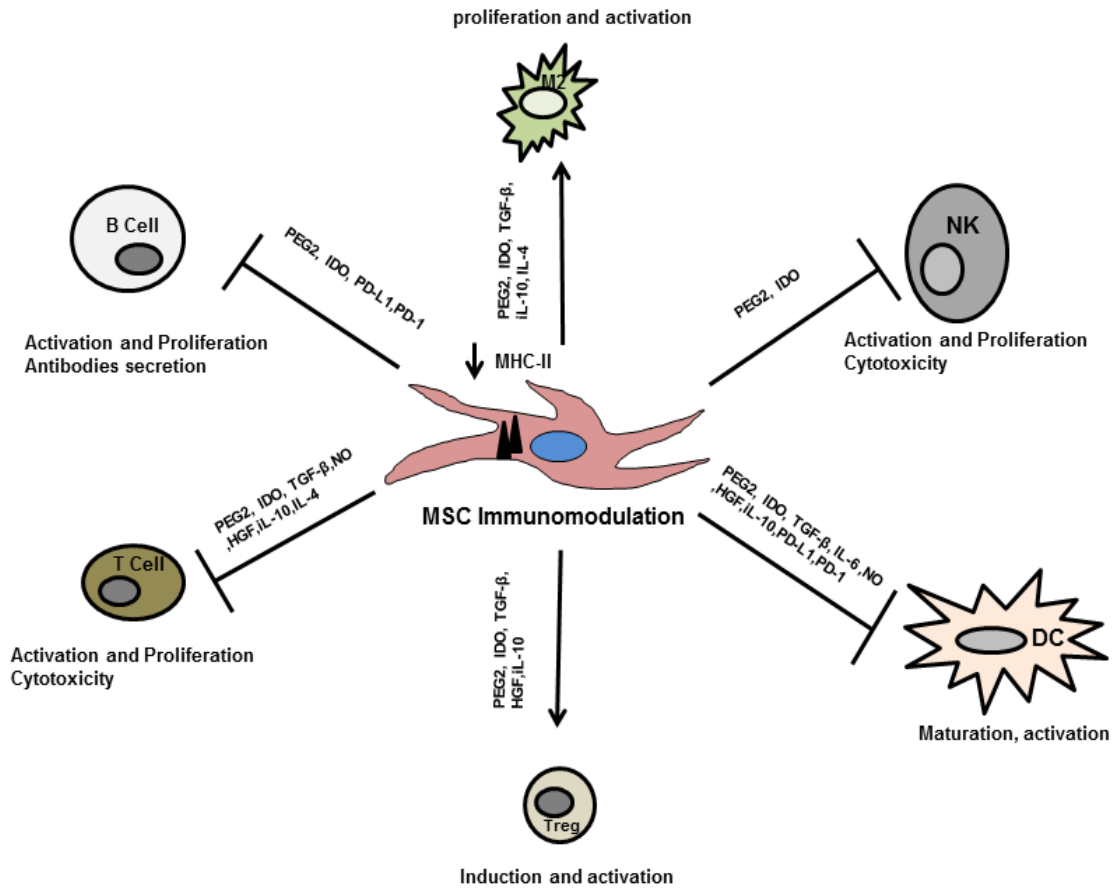 proliferation and activation
M2
B Cell
PEG2, IDO, PD-L1,PD-1
Activation and Proliferation
Antibodies secretion
PEG2, IDO, TGF-β,
iL-10, IL-4
NK
PEG2, IDO
Activation and Proliferation
Cytotoxicity
MHC-II
MSC Immunomodulation
PEG2, IDO, TGF-β,NO
,HGF,iL-10,IL-4
T Cell
Activation and Proliferation
Cytotoxicity
PEG2, IDO, TGF-β,
HGF,iL-10
PEG2, IDO, TGF-β, IL-6,NO
,HGF,iL-10,PD-L1,PD-1
DC
Maturation, activation
Treg
Induction and activation